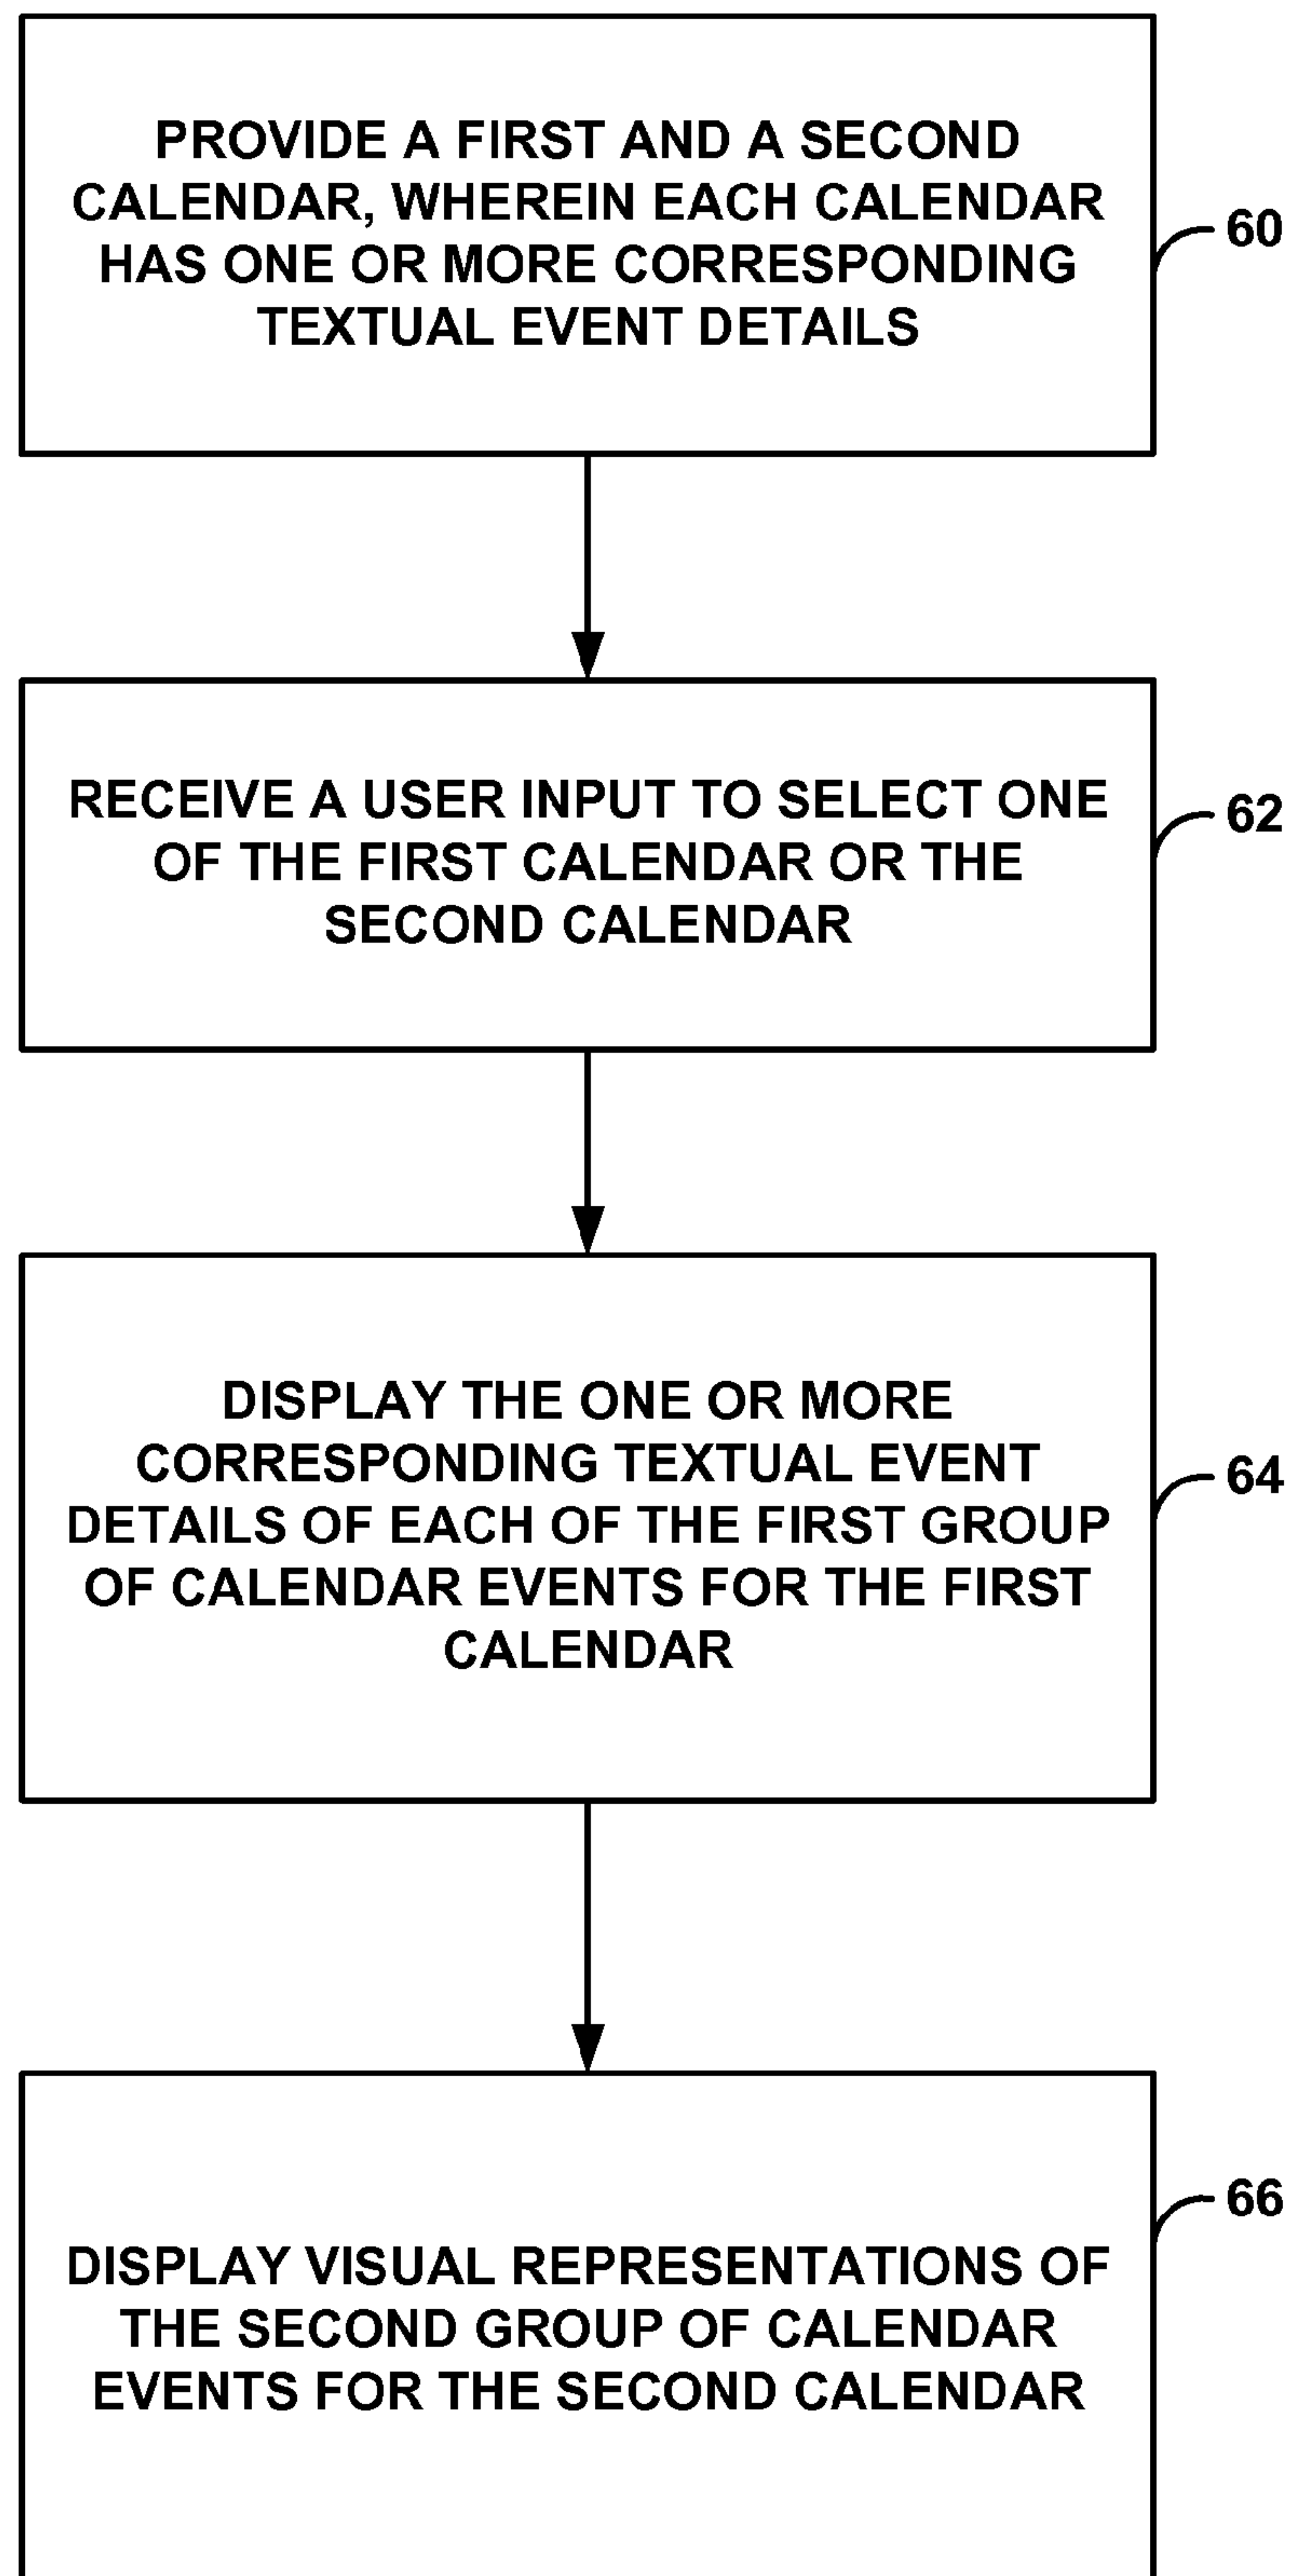 PROVIDE A FIRST AND A SECOND
CALENDAR, WHEREIN EACH CALENDAR
HAS ONE OR MORE CORRESPONDING
TEXTUAL EVENT DETAILS
60
RECEIVE A USER INPUT TO SELECT ONE
OF THE FIRST CALENDAR OR THE
SECOND CALENDAR
62
DISPLAY THE ONE OR MORE
CORRESPONDING TEXTUAL EVENT
DETAILS OF EACH OF THE FIRST GROUP
OF CALENDAR EVENTS FOR THE FIRST
CALENDAR
64
DISPLAY VISUAL REPRESENTATIONS OF
THE SECOND GROUP OF CALENDAR
EVENTS FOR THE SECOND CALENDAR
66